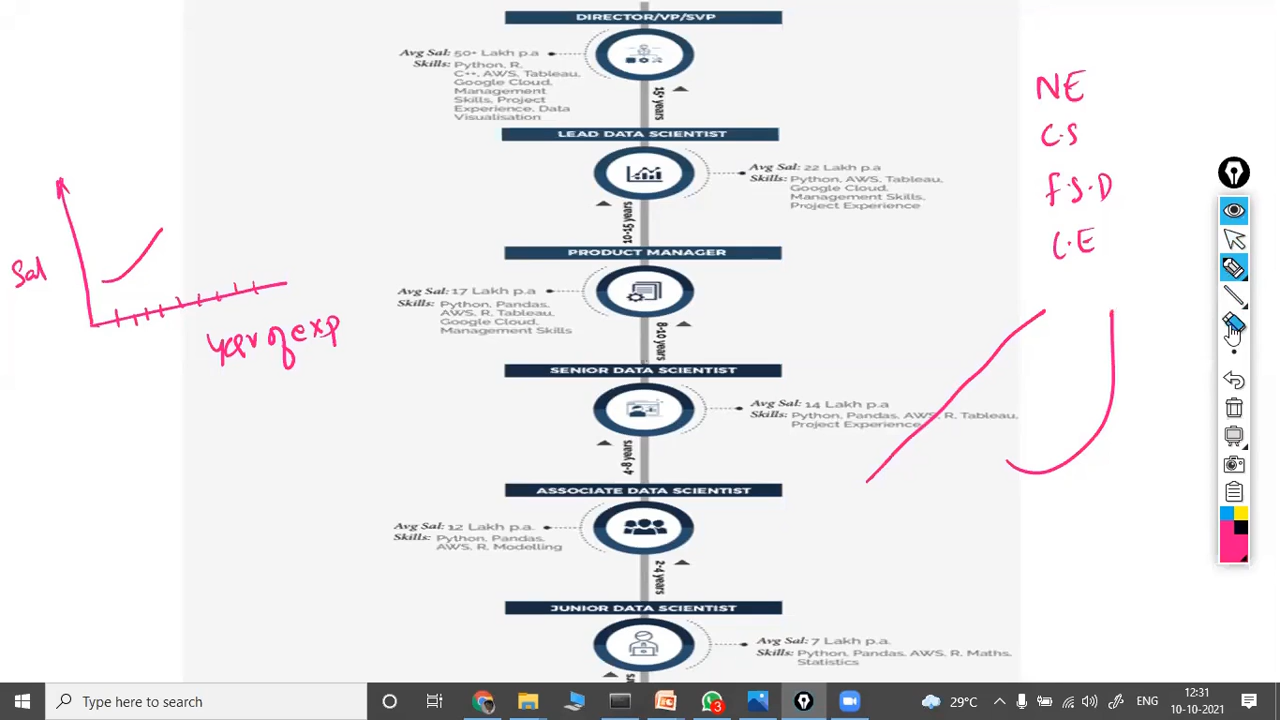 DIRECTOR/VP/SVP
Avg Sal: 50+ Lakh p.a
Skills: Python, R,
C++, AWS, Tableau,
Google Cloud,
Management
Skills, Project
Experience, Data
Visualisation
15+ years
LEAD DATA SCIENTIST
Avg Sal: 22 Lakh p.a
Skills: Python, AWS, Tableau,
Google Cloud,
Management Skills,
Project Experience
10-15 years
PRODUCT MANAGER
Avg Sal: 17 Lakh p.a
Skills: Python, Pandas,
AWS, R, Tableau,
Google Cloud,
Management Skills
8-10 years
SENIOR DATA SCIENTIST
Avg Sal: 14 Lakh p.a
Skills: Python, Pandas, AWS, R, Tableau,
Project Experience
4-8 years
ASSOCIATE DATA SCIENTIST
Avg Sal: 12 Lakh p.a.
Skills: Python, Pandas,
AWS, R, Modelling
2-4 years
JUNIOR DATA SCIENTIST
Avg Sal: 7 Lakh p.a.
Skills: Python, Pandas, AWS, R, Maths,
Statistics
Sal
Year of exp
NE
C.S
F.S.D
C.E
Type here to search
3
29°C
ENG
12:31
10-10-2021